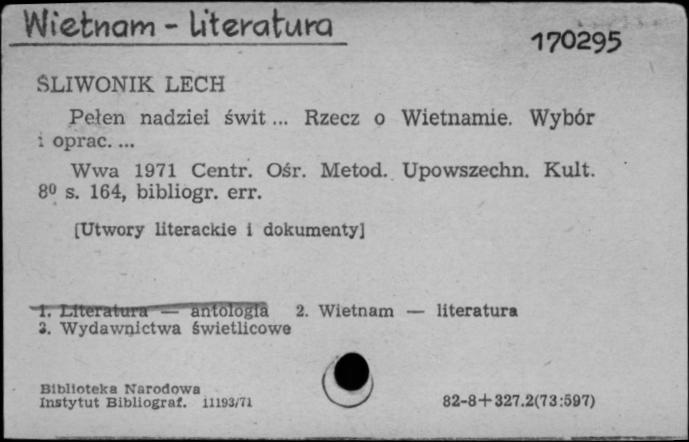 Wietnam - literatura
170295
ŚLIWONIK LECH
Pełen nadziei świt ... Rzecz o Wietnamie. Wybór
i oprac. ...
Wwa 1971 Centr. Ośr. Metod. Upowszechn. Kult.
8⁰ s. 164, bibliogr. err.
[Utwory literackie i dokumenty]
1. Literatura — antologia 2. Wietnam — literatura
3. Wydawnictwa świetlicowe
Biblioteka Narodowa
Instytut Bibliograf. 11193/71
82-8+327.2(73:597)